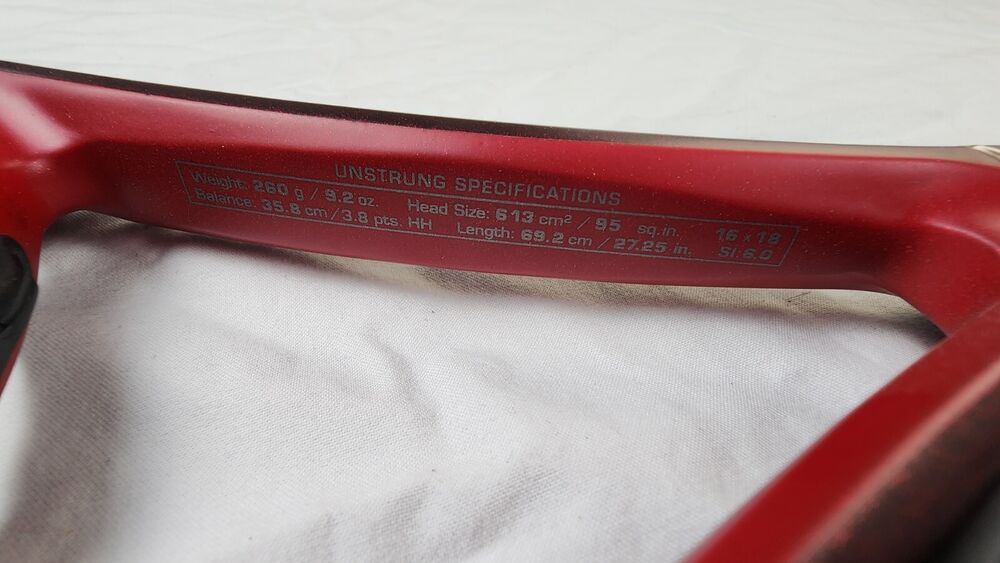 UNSTRUNG SPECIFICATIONS
Weight: 260 g / 9.2 oz. Head Size: 613 cm² / 95 sq.in. 16 x 18
Balance: 35.8 cm/3.8 pts. HH Length: 69.2 cm / 27.25 in. SI.6.0